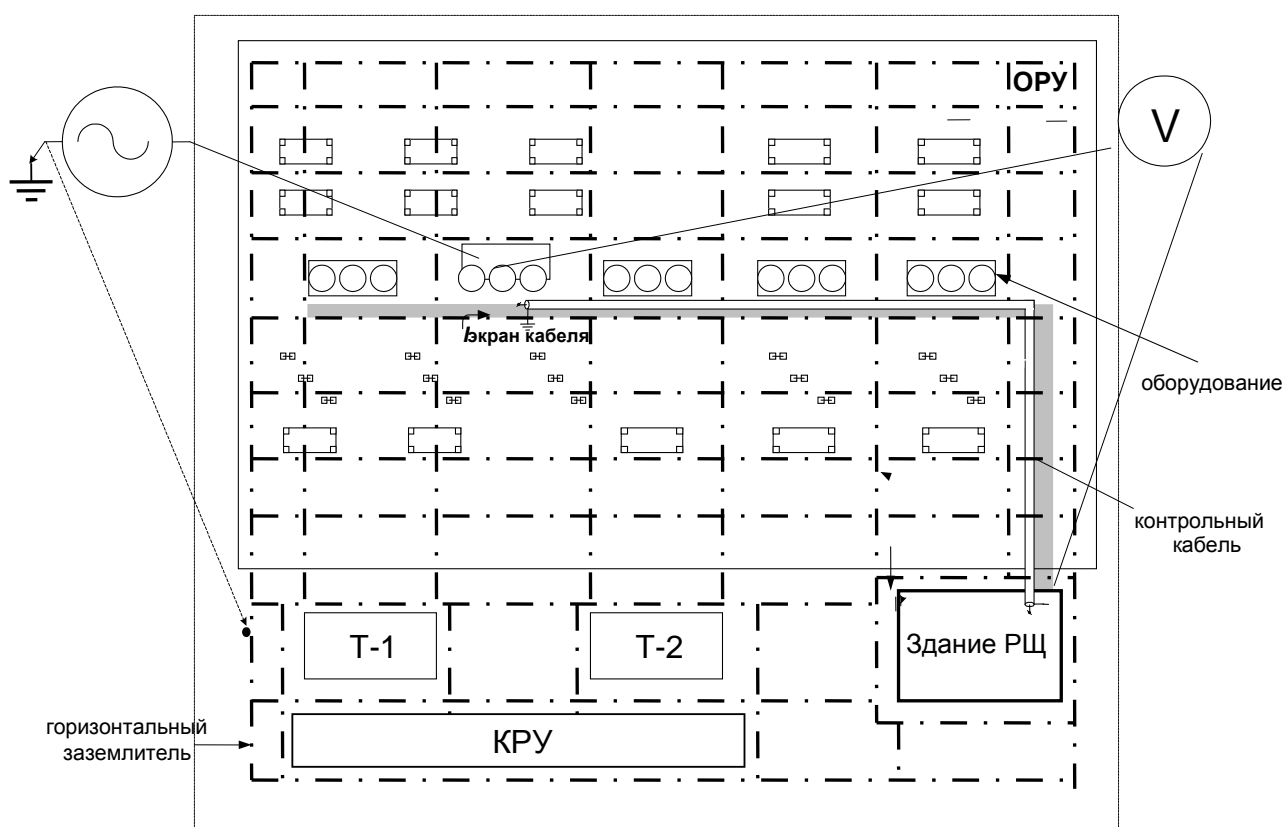 ОРУ
V
Iэкран кабеля
оборудование
контрольный
кабель
Т-1
Т-2
Здание РЩ
горизонтальный
заземлитель
КРУ